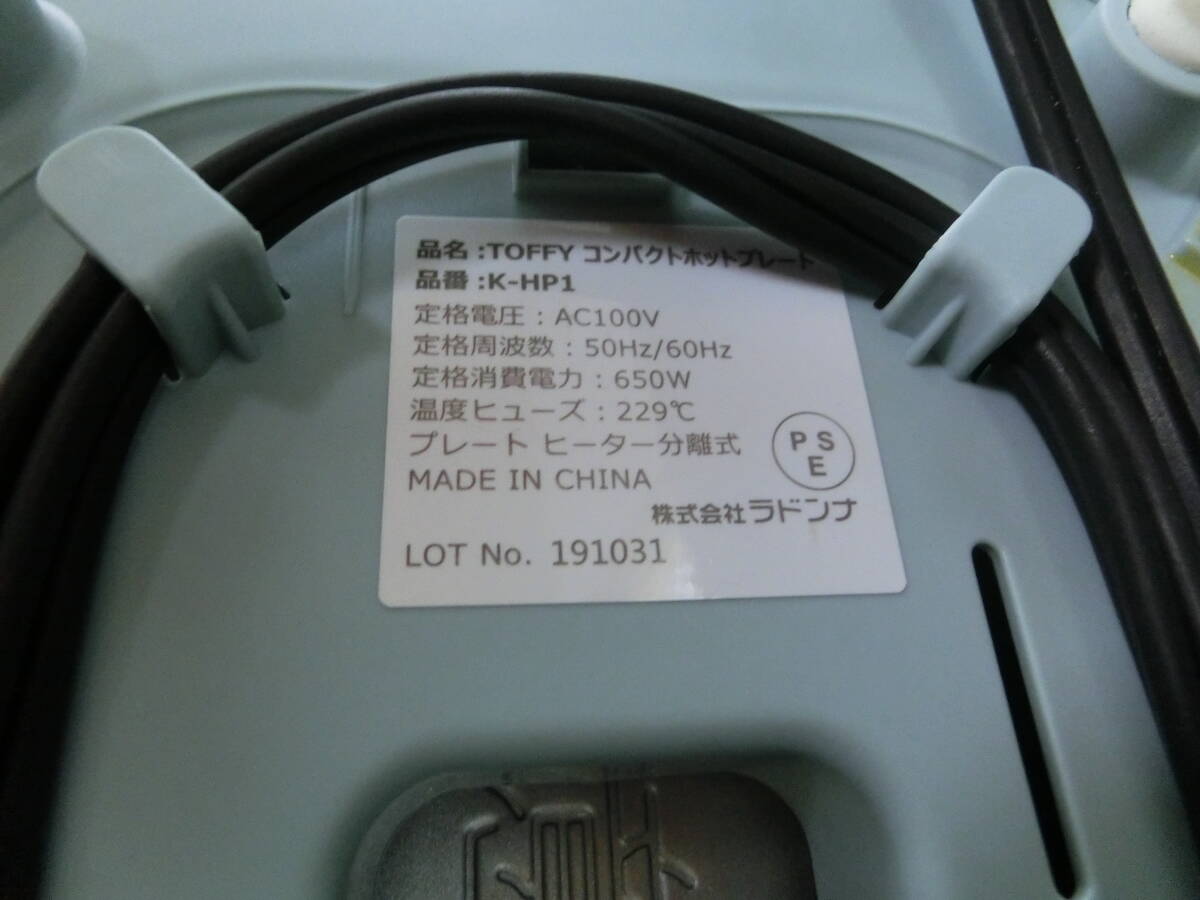 品名 :TOFFY コンパクトホットプレート
品番 :K-HP1
定格電圧 : AC100V
定格周波数 : 50Hz/60Hz
定格消費電力 : 650W
温度ヒューズ : 229℃
プレート ヒーター分離式
MADE IN CHINA
PSE
株式会社ラドンナ
LOT No. 191031